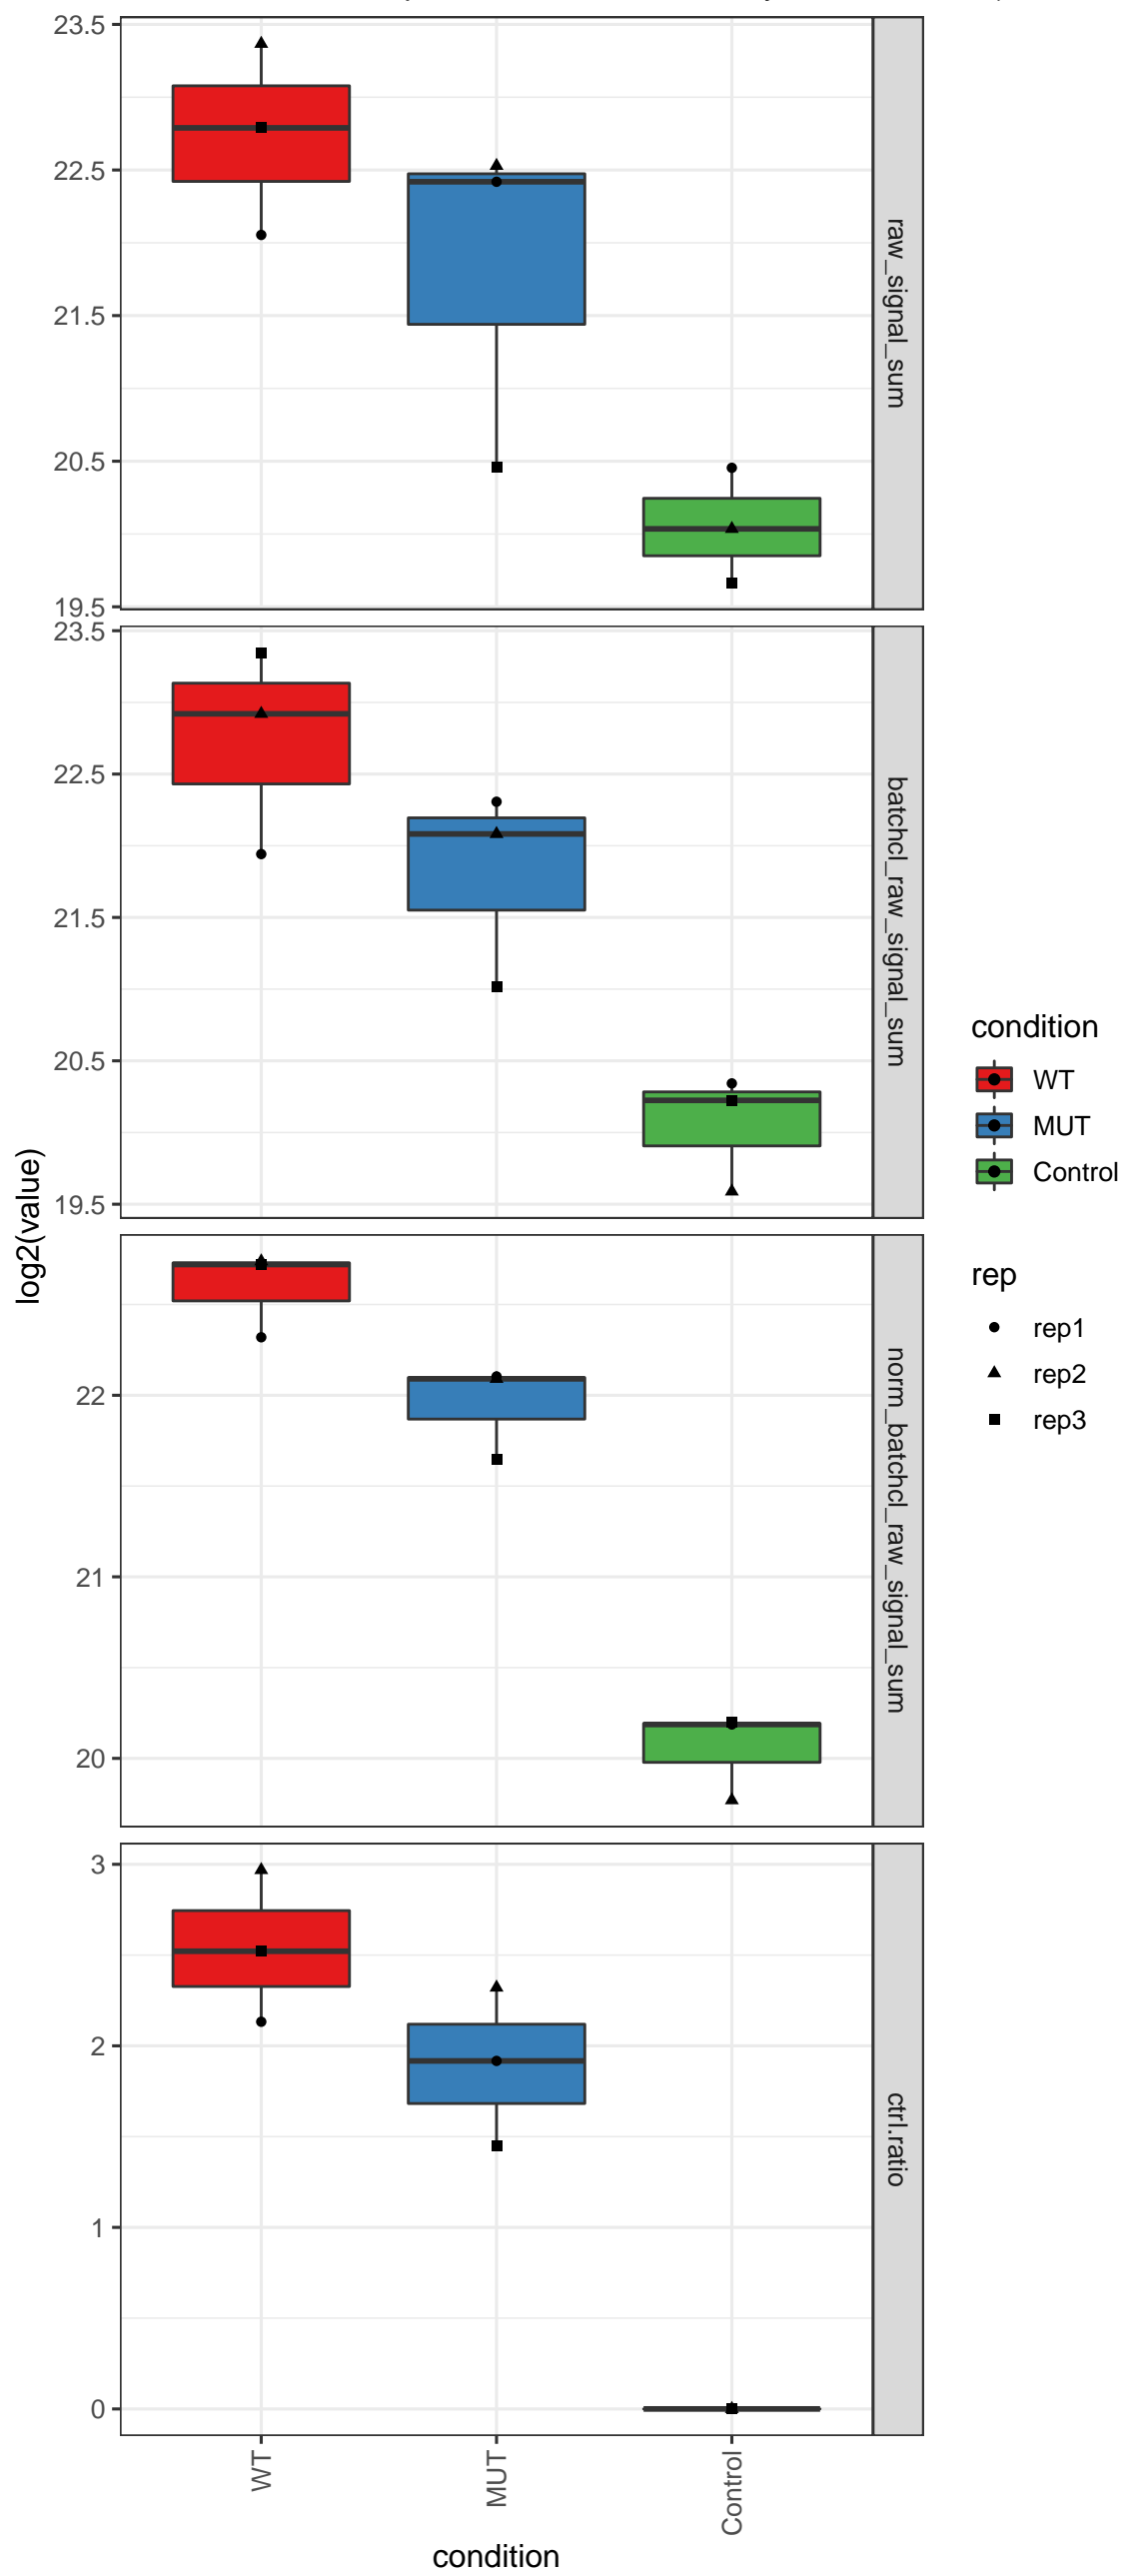 23.5
22.5
21.5
20.5
19.5
raw_signal_sum
23.5
22.5
21.5
20.5
19.5
batchcl_raw_signal_sum
22
21
20
norm_batchcl_raw_signal_sum
3
2
1
0
ctrl.ratio
log2(value)
WT
MUT
Control
condition
condition
WT
MUT
Control
rep
rep1
rep2
rep3